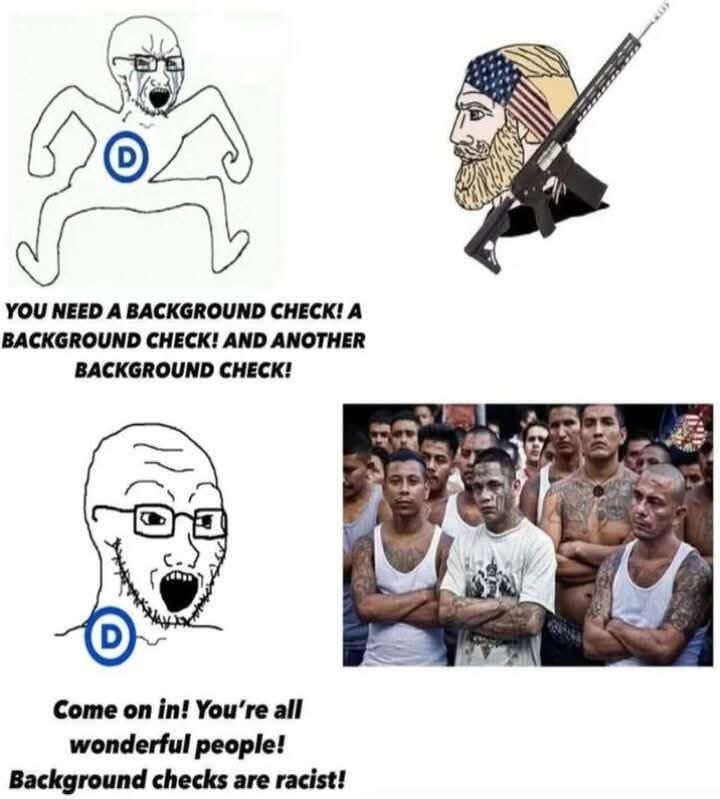 D
YOU NEED A BACKGROUND CHECK! A
BACKGROUND CHECK! AND ANOTHER
BACKGROUND CHECK!
D
Come on in! You're all
wonderful people!
Background checks are racist!